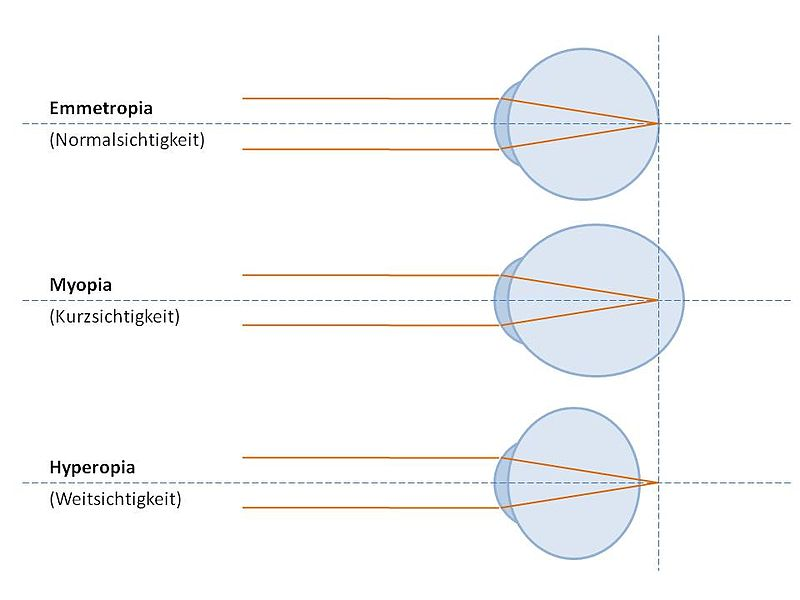 Emmetropia
(Normalsichtigkeit)
Myopia
(Kurzsichtigkeit)
Hyperopia
(Weitsichtigkeit)